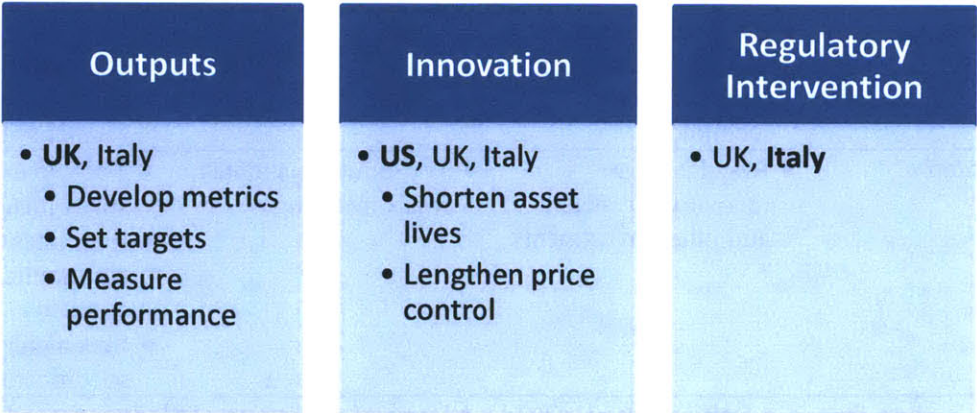 Outputs
• UK, Italy
• Develop metrics
• Set targets
• Measure
performance
Innovation
• US, UK, Italy
• Shorten asset
lives
• Lengthen price
control
Regulatory
Intervention
• UK, Italy